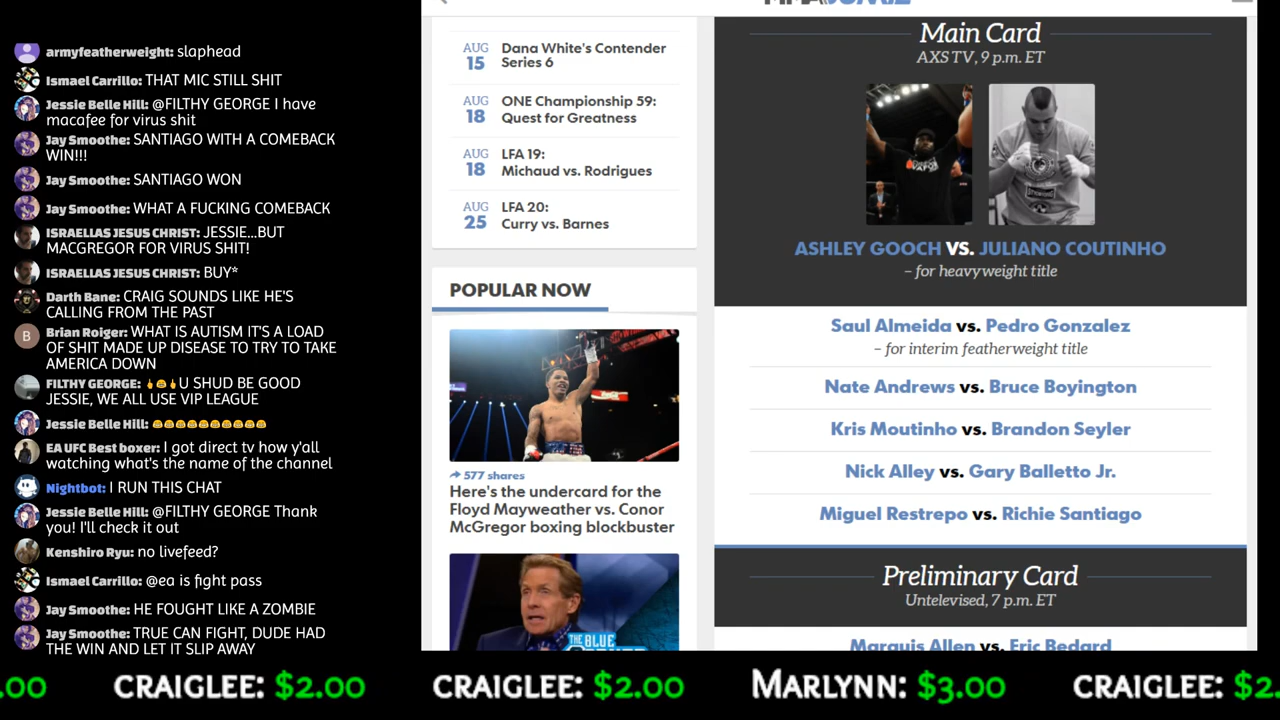 armyfeatherweight: slaphead
Ismael Carrillo: THAT MIC STILL SHIT
Jessie Belle Hill: @FILTHY GEORGE I have
macafee for virus shit
Jay Smoothe: SANTIAGO WITH A COMEBACK
WIN!!!
Jay Smoothe: SANTIAGO WON
Jay Smoothe: WHAT A FUCKING COMEBACK
ISRAELLAS JESUS CHRIST: JESSIE...BUT
MACGREGOR FOR VIRUS SHIT!
ISRAELLAS JESUS CHRIST: BUY*
Darth Bane: CRAIG SOUNDS LIKE HE'S
CALLING FROM THE PAST
B
Brian Roiger: WHAT IS AUTISM IT'S A LOAD
OF SHIT MADE UP DISEASE TO TRY TO TAKE
AMERICA DOWN
FILTHY GEORGE: U SHUD BE GOOD
JESSIE, WE ALL USE VIP LEAGUE
Jessie Belle Hill:
EA UFC Best boxer: I got direct tv how y'all
watching what's the name of the channel
Nightbot: I RUN THIS CHAT
Jessie Belle Hill: @FILTHY GEORGE Thank
you! I'll check it out
Kenshiro Ryu: no livefeed?
Ismael Carrillo: @ea is fight pass
Jay Smoothe: HE FOUGHT LIKE A ZOMBIE
Jay Smoothe: TRUE CAN FIGHT, DUDE HAD
THE WIN AND LET IT SLIP AWAY
AUG
15
Dana White's Contender
Series 6
AUG
18
ONE Championship 59:
Quest for Greatness
AUG
18
LFA 19:
Michaud vs. Rodrigues
AUG
25
LFA 20:
Curry vs. Barnes
POPULAR NOW
577 shares
Here's the undercard for the
Floyd Mayweather vs. Conor
McGregor boxing blockbuster
THE BLUE
Main Card
AXS TV, 9 p.m. ET
ASHLEY GOOCH VS. JULIANO COUTINHO
– for heavyweight title
Saul Almeida vs. Pedro Gonzalez
– for interim featherweight title
Nate Andrews vs. Bruce Boyington
Kris Moutinho vs. Brandon Seyler
Nick Alley vs. Gary Balletto Jr.
Miguel Restrepo vs. Richie Santiago
Preliminary Card
Untelevised, 7 p.m. ET
Marquis Allen vs. Eric Bedard
.00 CRAIGLEE: $2.00 CRAIGLEE: $2.00 MARLYNN: $3.00 CRAIGLEE: $2.